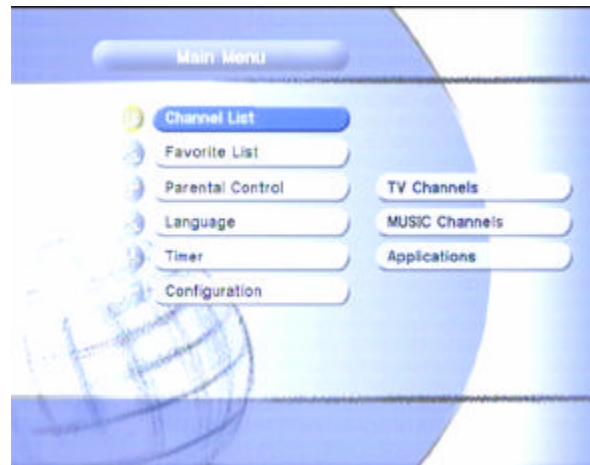 Main Menu
Channel List
Favorite List
Parental Control
Language
Timer
Configuration
TV Channels
MUSIC Channels
Applications